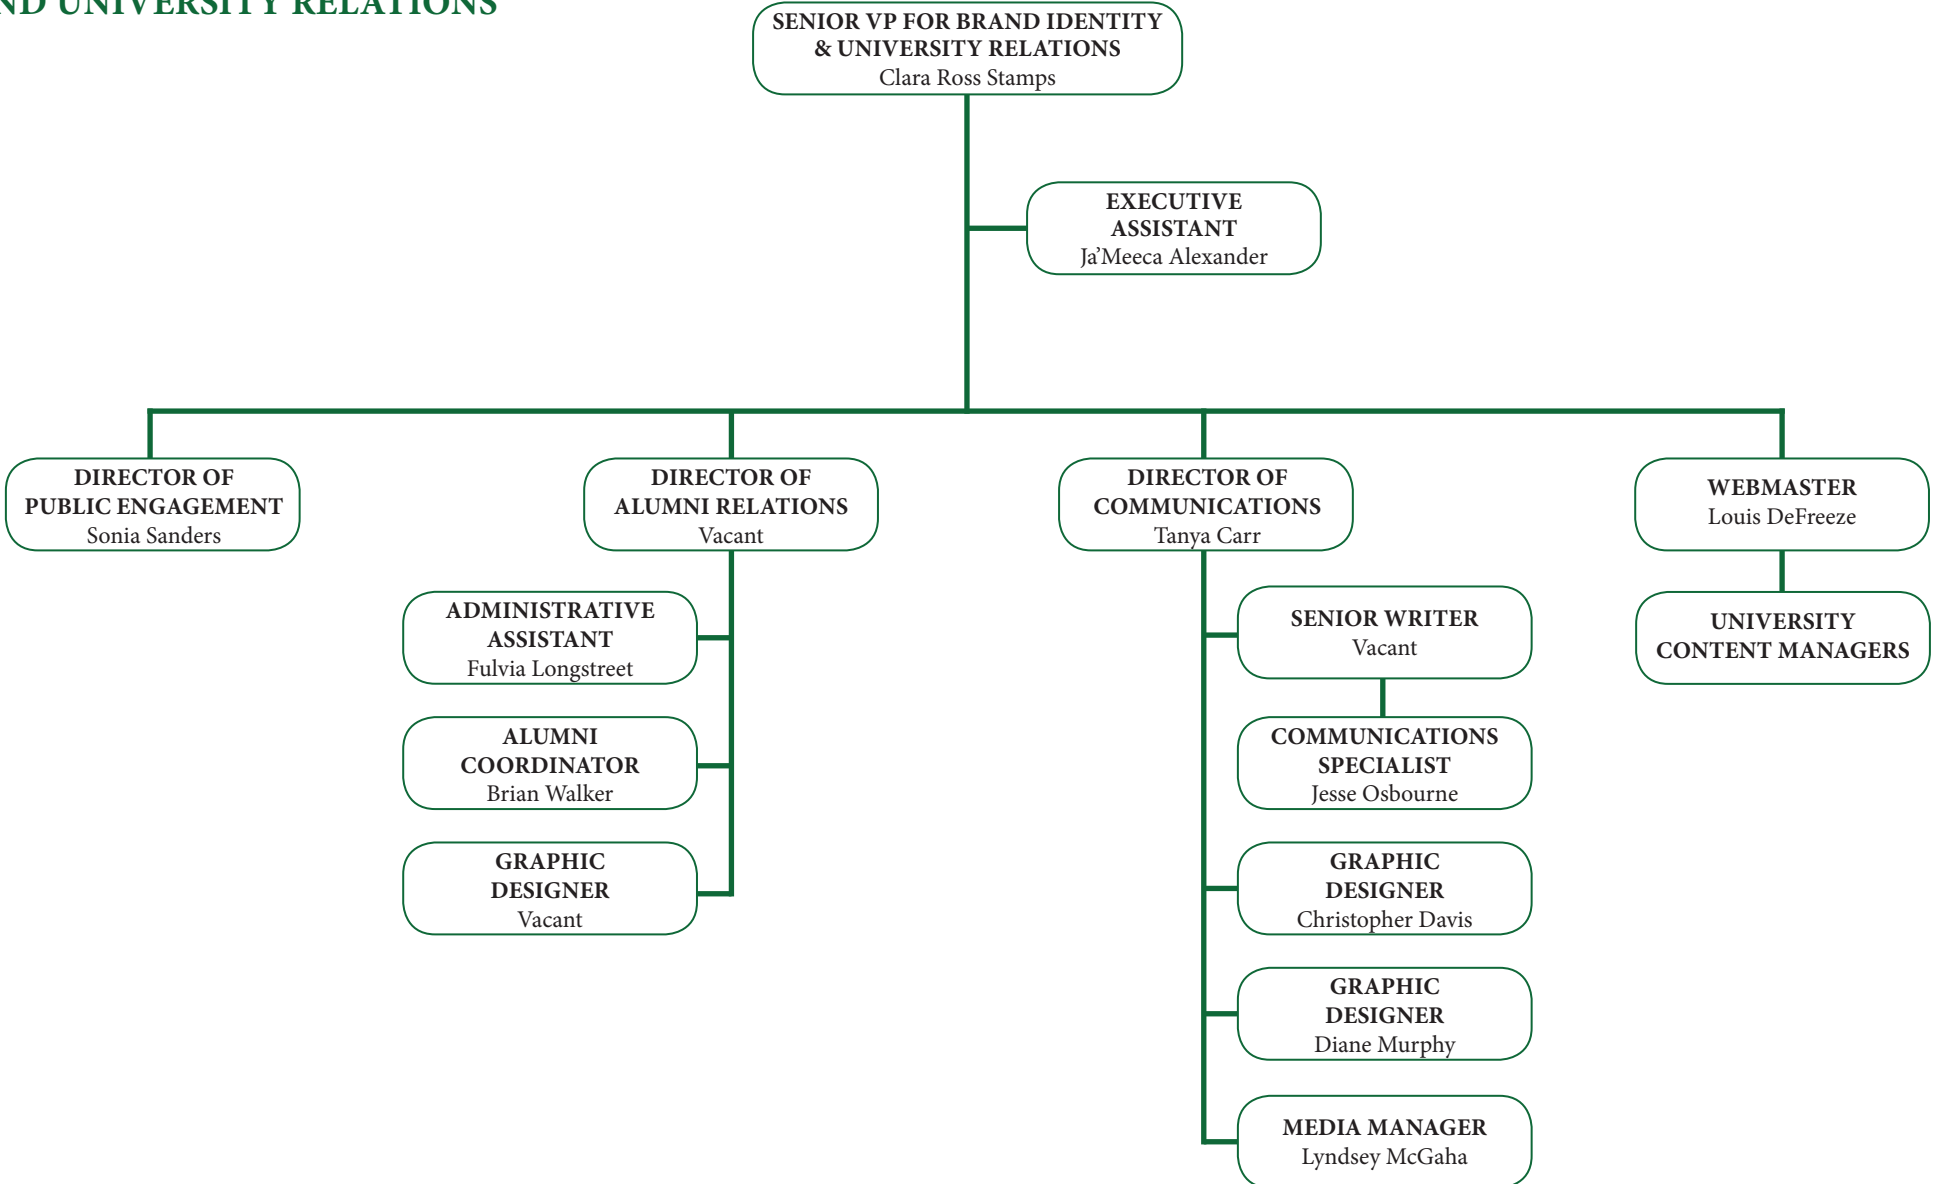 UNIVERSITY RELATIONS
SENIOR VP FOR BRAND IDENTITY
& UNIVERSITY RELATIONS
Clara Ross Stamps
EXECUTIVE
ASSISTANT
Ja’Meeca Alexander
DIRECTOR OF
PUBLIC ENGAGEMENT
Sonia Sanders
DIRECTOR OF
ALUMNI RELATIONS
Vacant
ADMINISTRATIVE
ASSISTANT
Fulvia Longstreet
ALUMNI
COORDINATOR
Brian Walker
GRAPHIC
DESIGNER
Vacant
DIRECTOR OF
COMMUNICATIONS
Tanya Carr
SENIOR WRITER
Vacant
COMMUNICATIONS
SPECIALIST
Jesse Osbourne
GRAPHIC
DESIGNER
Christopher Davis
GRAPHIC
DESIGNER
Diane Murphy
MEDIA MANAGER
Lyndsey McGaha
WEBMASTER
Louis DeFreeze
UNIVERSITY
CONTENT MANAGERS